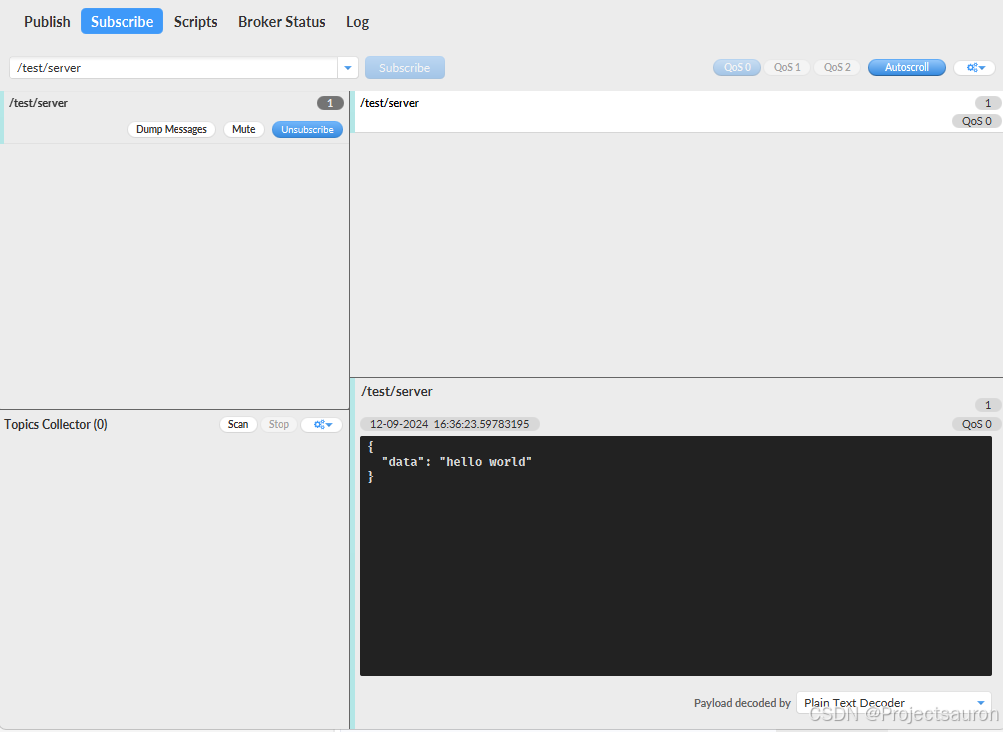 Publish Subscribe Scripts Broker Status Log
/test/server Subscribe QoS 0 QoS 1 QoS 2 Autoscroll
/test/server 1
Dump Messages Mute Unsubscribe
/test/server 1
QoS 0
Topics Collector (0) Scan Stop
/test/server
1
12-09-2024 16:36:23.59783195 QoS 0
{
"data": "hello world"
}
Payload decoded by Plain Text Decoder
CSDN @Projectsauron